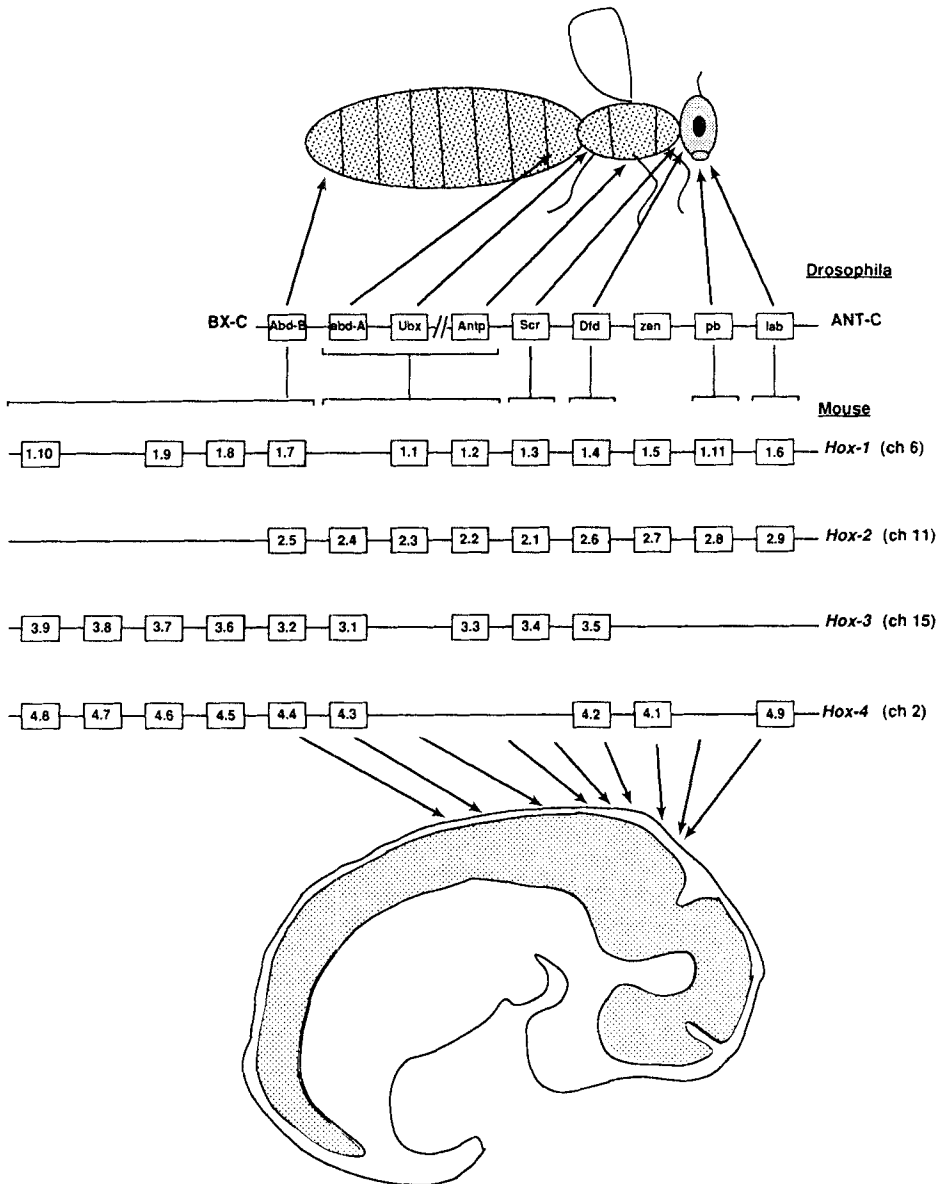 Drosophila
BX-C Abd-B abd-A Ubx // Antp Scr Dfd zen pb lab ANT-C
Mouse
1.10 1.9 1.8 1.7 1.1 1.2 1.3 1.4 1.5 1.11 1.6 Hox-1 (ch 6)
2.5 2.4 2.3 2.2 2.1 2.6 2.7 2.8 2.9 Hox-2 (ch 11)
3.9 3.8 3.7 3.6 3.2 3.1 3.3 3.4 3.5 Hox-3 (ch 15)
4.8 4.7 4.6 4.5 4.4 4.3 4.2 4.1 4.9 Hox-4 (ch 2)